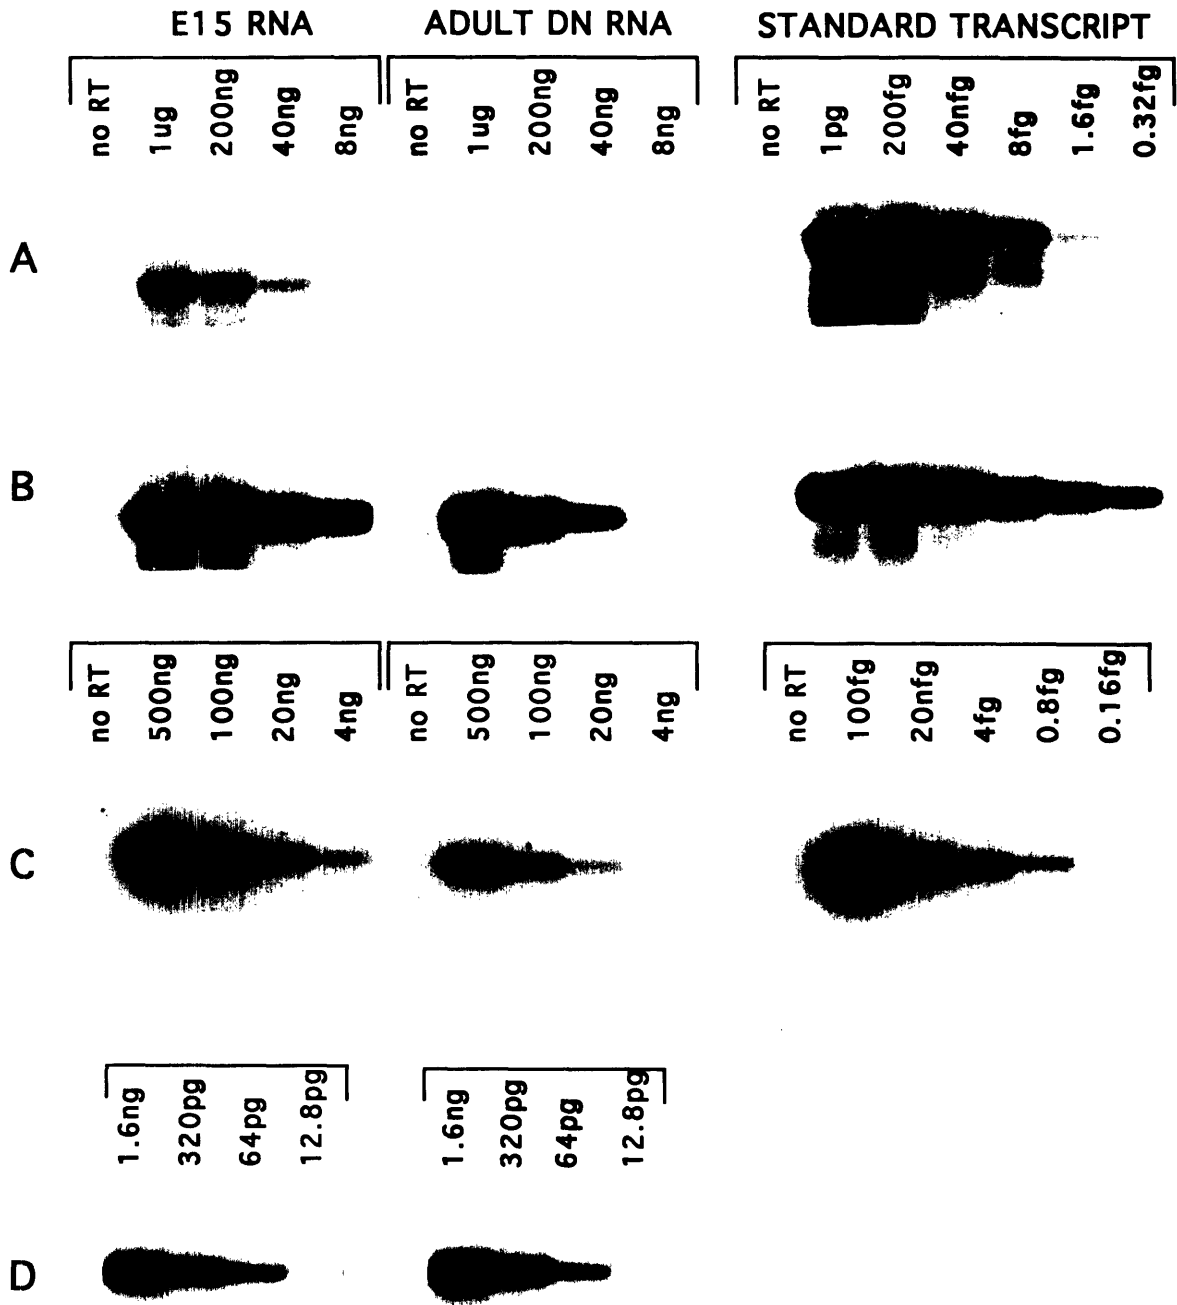 E15 RNA ADULT DN RNA STANDARD TRANSCRIPT
no RT 1ug 200ng 40ng 8ng no RT 1ug 200ng 40ng 8ng no RT 1pg 200fg 40nfg 8fg 1.6fg 0.32fg
A
B
no RT 500ng 100ng 20ng 4ng no RT 500ng 100ng 20ng 4ng no RT 100fg 20nfg 4fg 0.8fg 0.16fg
C
1.6ng 320pg 64pg 12.8pg 1.6ng 320pg 64pg 12.8pg
D